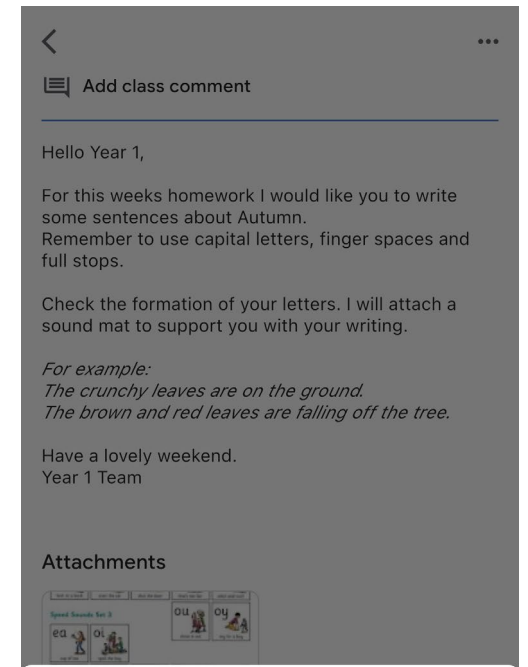 Add class comment
Hello Year 1,
For this weeks homework I would like you to write
some sentences about Autumn.
Remember to use capital letters, finger spaces and
full stops.
Check the formation of your letters. I will attach a
sound mat to support you with your writing.
For example:
The crunchy leaves are on the ground.
The brown and red leaves are falling off the tree.
Have a lovely weekend.
Year 1 Team
Attachments
Speed Sounds Set 3
ou
oy
ea
oi